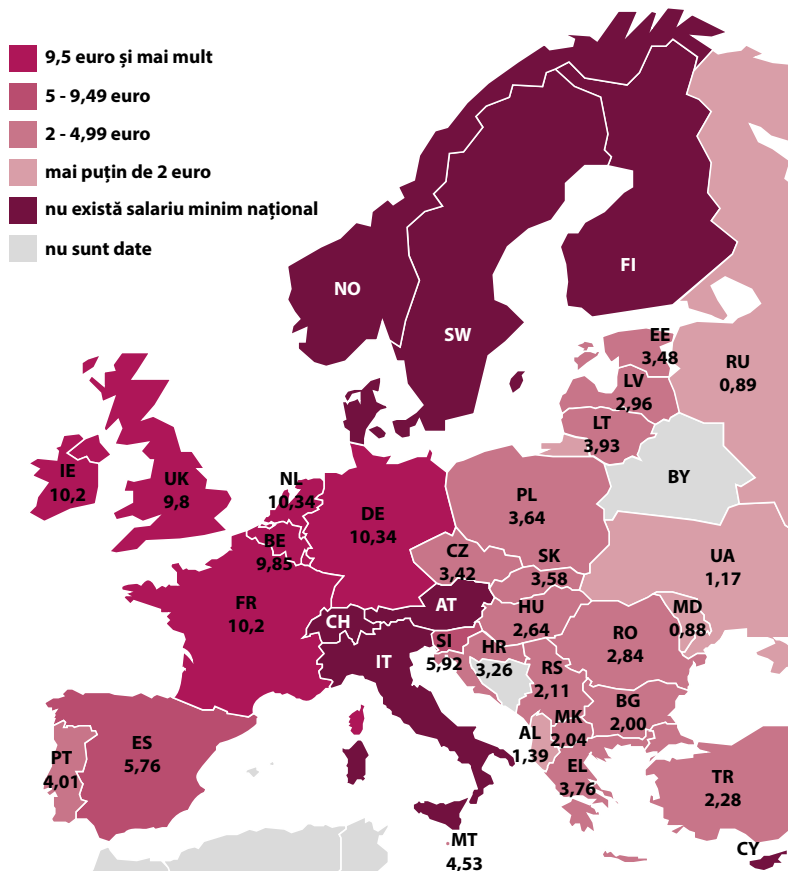 9,5 euro și mai mult
5 - 9,49 euro
2 - 4,99 euro
mai puțin de 2 euro
nu există salariu minim național
nu sunt date
NO
SW
FI
EE
3,48
RU
0,89
LV
2,96
LT
3,93
BY
IE
10,2
UK
9,8
NL
10,34
DE
10,34
BE
9,85
PL
3,64
CZ
3,42
SK
3,58
UA
1,17
FR
10,2
CH
AT
HU
2,64
MD
0,88
RO
2,84
IT
SI
5,92
HR
3,26
RS
2,11
BG
2,00
MK
2,04
AL
1,39
EL
3,76
PT
4,01
ES
5,76
TR
2,28
MT
4,53
CY